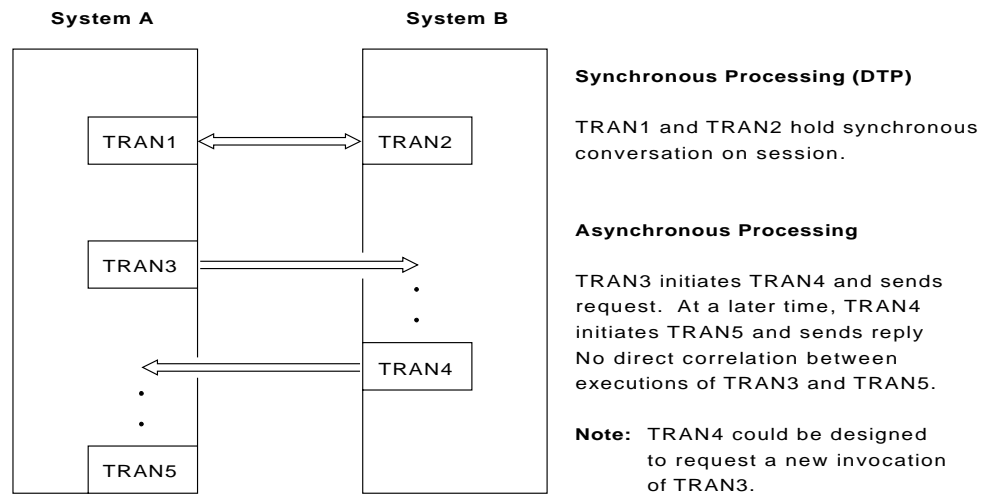 System A
System B
TRAN1
TRAN2
TRAN3
TRAN4
TRAN5
Synchronous Processing (DTP)
TRAN1 and TRAN2 hold synchronous
conversation on session.
Asynchronous Processing
TRAN3 initiates TRAN4 and sends
request. At a later time, TRAN4
initiates TRAN5 and sends reply
No direct correlation between
executions of TRAN3 and TRAN5.
Note: TRAN4 could be designed
to request a new invocation
of TRAN3.